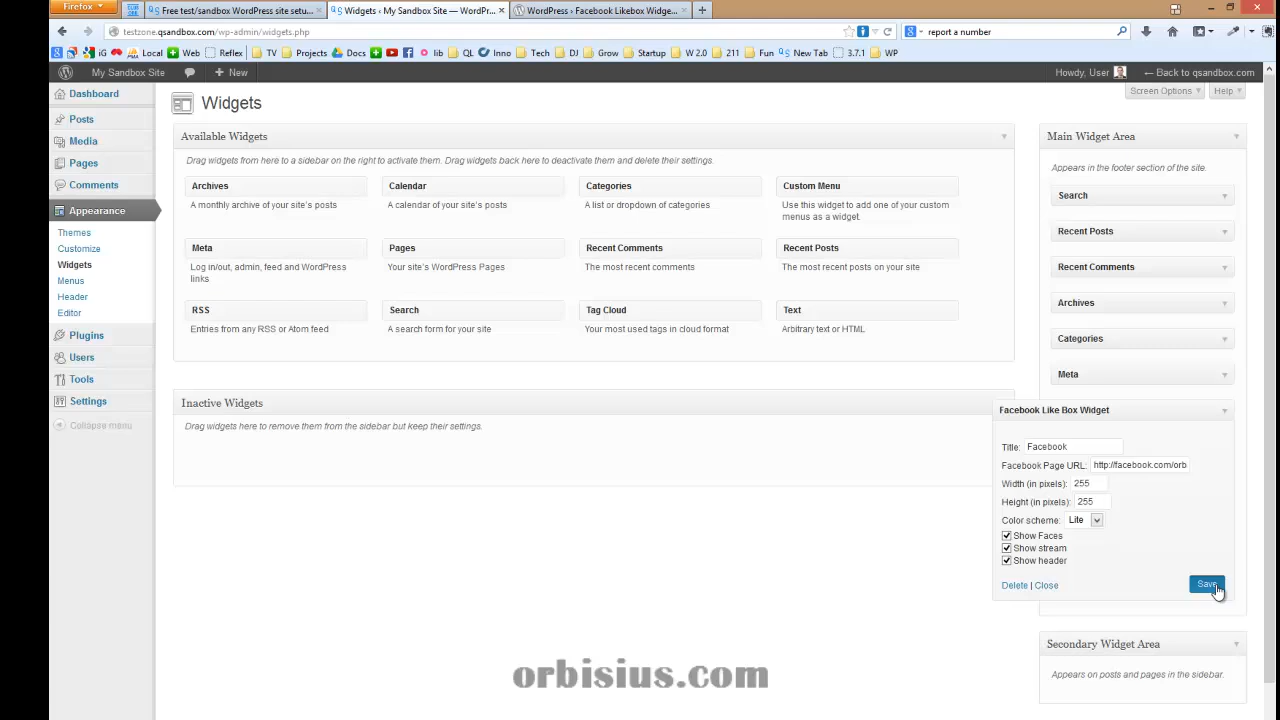 Firefox
Free test/sandbox WordPress site setu...
Widgets ‹ My Sandbox Site — WordPr...
WordPress › Facebook Likebox Widge...
testzone.qsandbox.com/wp-admin/widgets.php
report a number
iG
Local
Web
Reflex
TV
Projects
Docs
lib
QL
Inno
Tech
DJ
Grow
Startup
W 2.0
211
Fun
New Tab
3.7.1
WP
My Sandbox Site
+ New
Howdy, User
← Back to qsandbox.com
Screen Options
Help
Dashboard
Posts
Media
Pages
Comments
Appearance
Themes
Customize
Widgets
Menus
Header
Editor
Plugins
Users
Tools
Settings
Collapse menu
Widgets
Available Widgets
Drag widgets from here to a sidebar on the right to activate them. Drag widgets back here to deactivate them and delete their settings.
Archives
A monthly archive of your site's posts
Calendar
A calendar of your site's posts
Categories
A list or dropdown of categories
Custom Menu
Use this widget to add one of your custom
menus as a widget.
Meta
Log in/out, admin, feed and WordPress
links
Pages
Your site's WordPress Pages
Recent Comments
The most recent comments
Recent Posts
The most recent posts on your site
RSS
Entries from any RSS or Atom feed
Search
A search form for your site
Tag Cloud
Your most used tags in cloud format
Text
Arbitrary text or HTML
Inactive Widgets
Drag widgets here to remove them from the sidebar but keep their settings.
Main Widget Area
Appears in the footer section of the site.
Search
Recent Posts
Recent Comments
Archives
Categories
Meta
Facebook Like Box Widget
Title: Facebook
Facebook Page URL: http://facebook.com/orb
Width (in pixels): 255
Height (in pixels): 255
Color scheme: Lite
Show Faces
Show stream
Show header
Delete | Close
Save
Secondary Widget Area
Appears on posts and pages in the sidebar.
orbisius.com